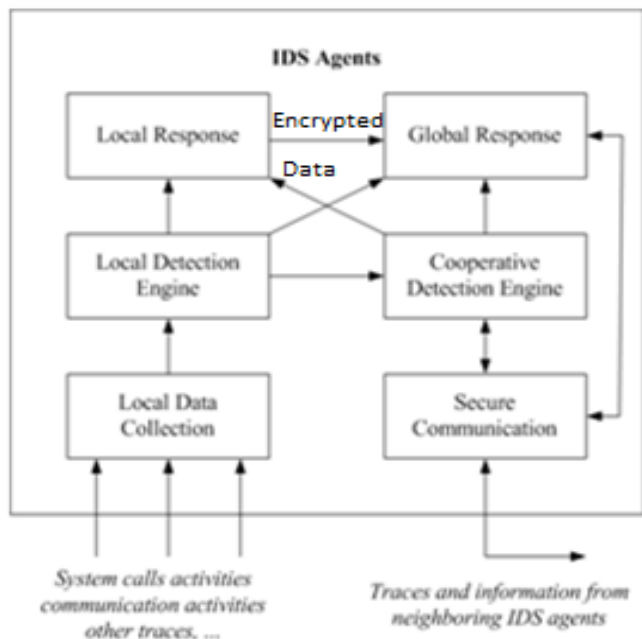 IDS Agents
Local Response
Encrypted
Data
Global Response
Local Detection
Engine
Cooperative
Detection Engine
Local Data
Collection
Secure
Communication
System calls activities
communication activities
other traces, ...
Traces and information from
neighboring IDS agents